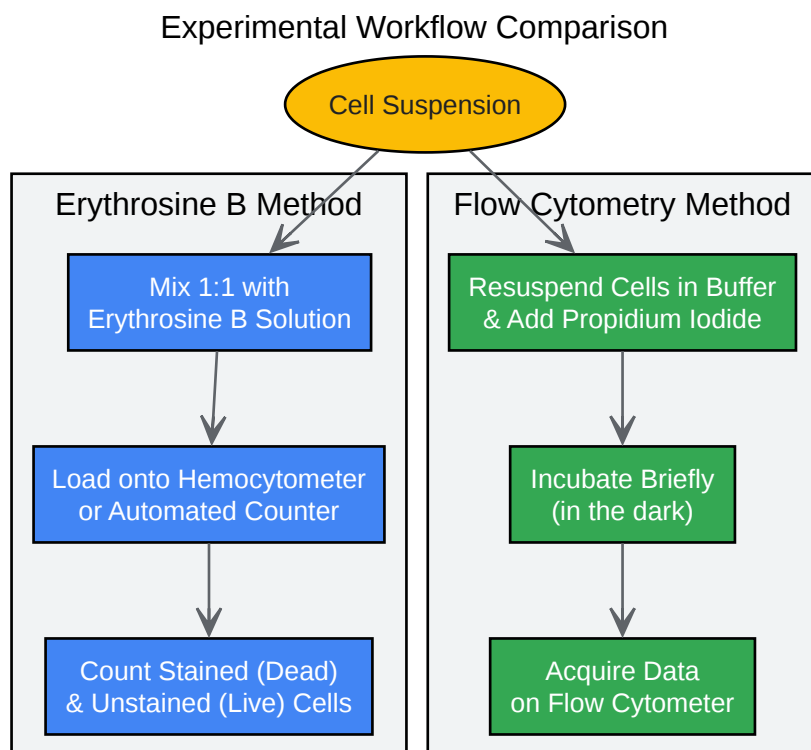 Experimental Workflow Comparison
Cell Suspension
Erythrosine B Method
Mix 1:1 with
Erythrosine B Solution
Load onto Hemocytometer
or Automated Counter
Count Stained (Dead)
& Unstained (Live) Cells
Flow Cytometry Method
Resuspend Cells in Buffer
& Add Propidium Iodide
Incubate Briefly
(in the dark)
Acquire Data
on Flow Cytometer